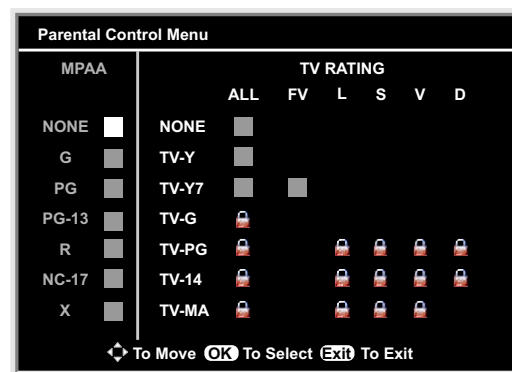 Parental Control Menu
MPAA TV RATING
ALL FV L S V D
NONE NONE
G TV-Y
PG TV-Y7
PG-13 TV-G
R TV-PG
NC-17 TV-14
X TV-MA
To Move OK To Select Exit To Exit